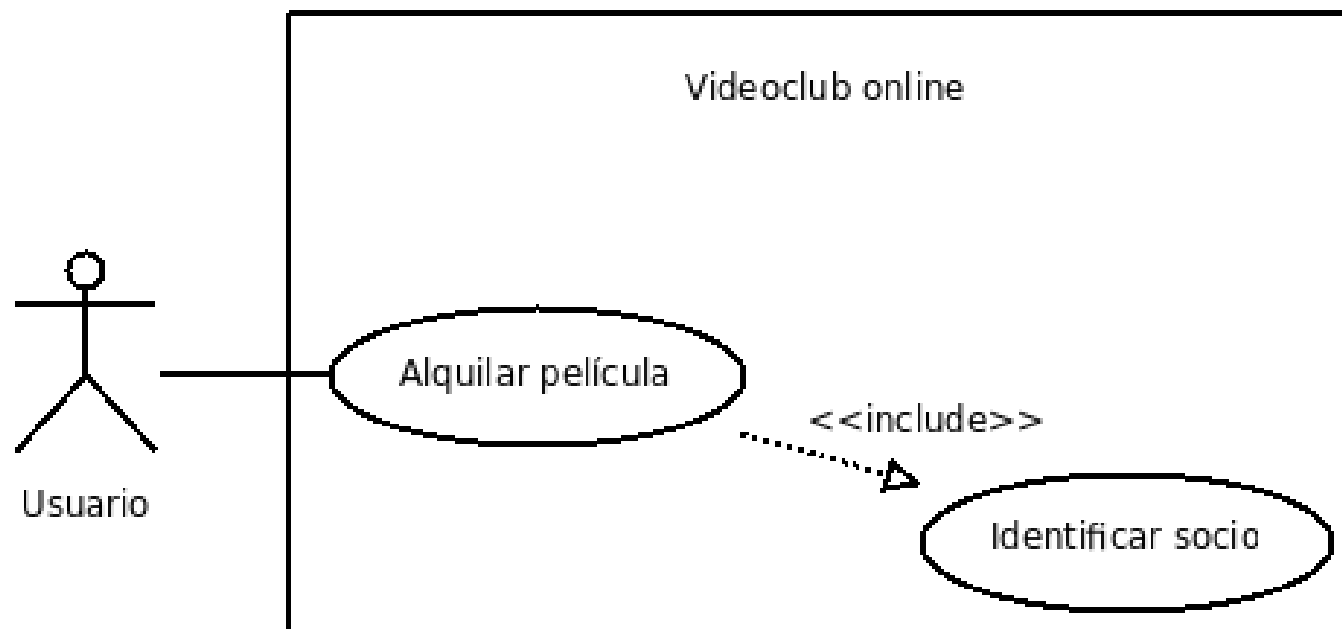 Videoclub online
Alquilar película
<<include>>
Usuario
Identificar socio